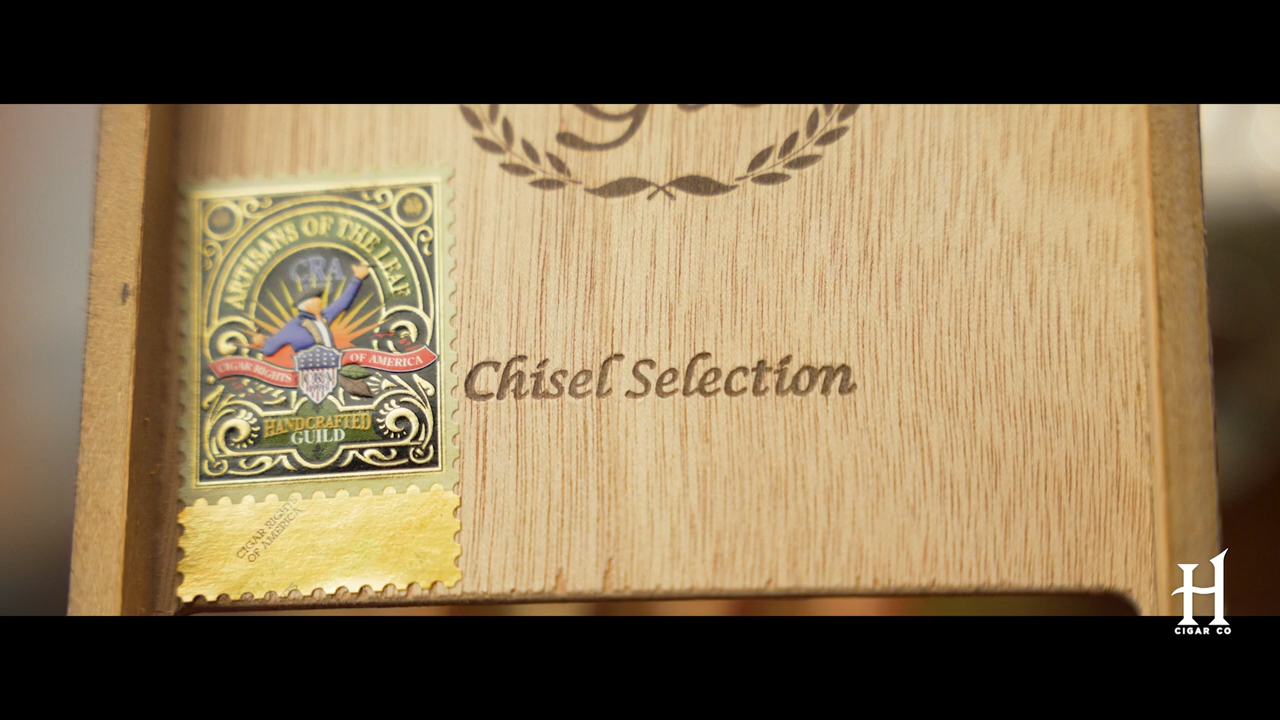 ARTISANS OF THE LEAF
CRA
CIGAR RIGHTS
OF AMERICA
CRA
HANDCRAFTED
GUILD
CIGAR RIGHTS
OF AMERICA
Chisel Selection
H
CIGAR CO